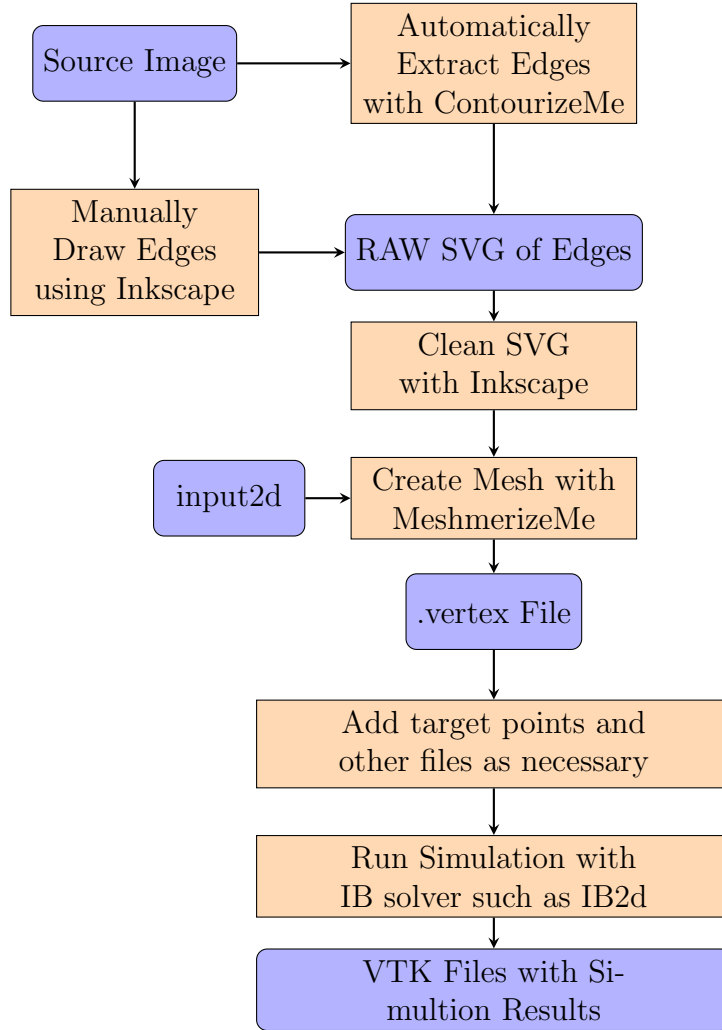 Source Image
Automatically
Extract Edges
with ContourizeMe
Manually
Draw Edges
using Inkscape
RAW SVG of Edges
Clean SVG
with Inkscape
input2d
Create Mesh with
MeshmerizeMe
.vertex File
Add target points and
other files as necessary
Run Simulation with
IB solver such as IB2d
VTK Files with Si-
multion Results